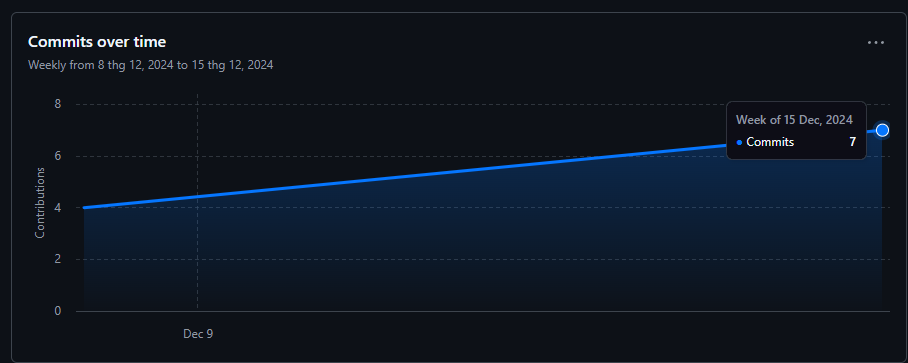 Commits over time
Weekly from 8 thg 12, 2024 to 15 thg 12, 2024
Contributions
8
6
4
2
0
Week of 15 Dec, 2024
Commits 7
Dec 9